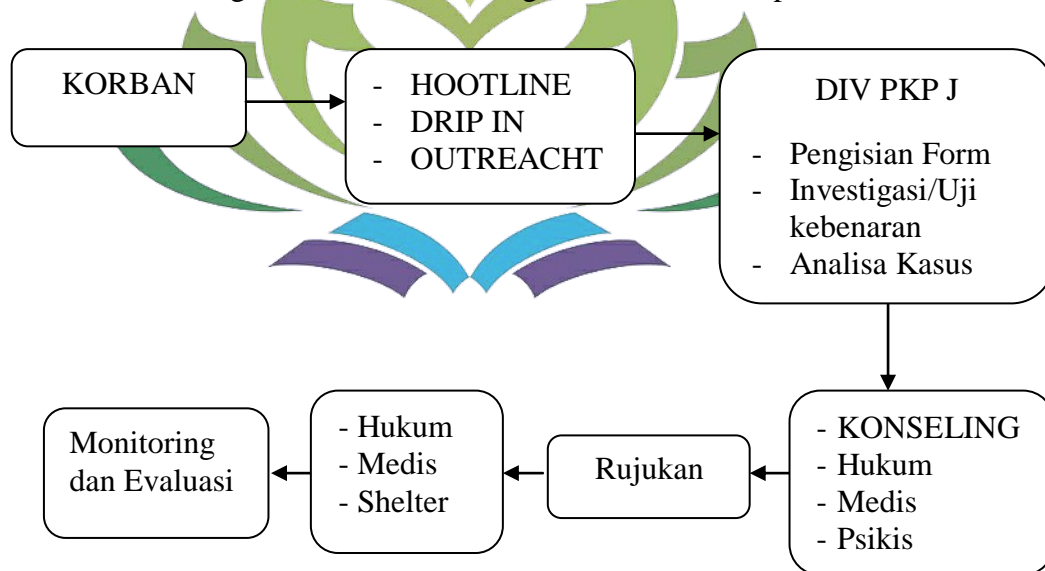 KORBAN
- HOOTLINE
- DRIP IN
- OUTREACHT
DIV PKP J
- Pengisian Form
- Investigasi/Uji
kebenaran
- Analisa Kasus
- KONSELING
- Hukum
- Medis
- Psikis
Rujukan
- Hukum
- Medis
- Shelter
Monitoring
dan Evaluasi